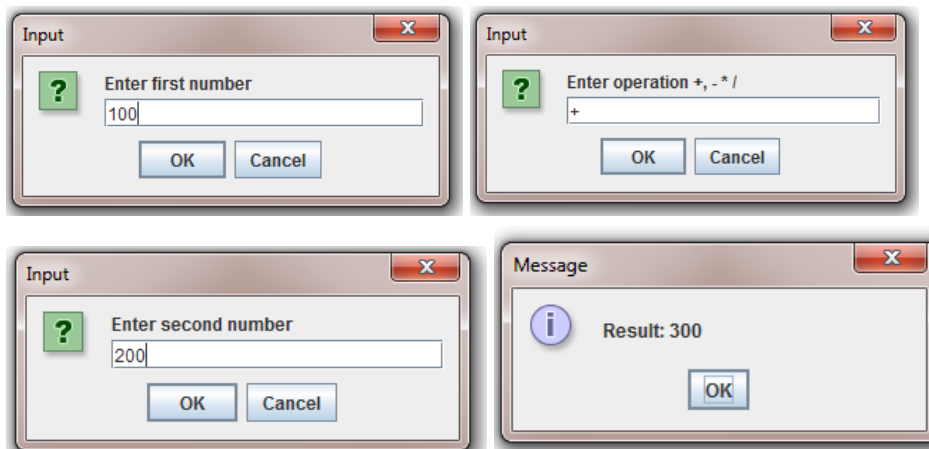 Input
Enter first number
100
OK Cancel
Input
Enter operation +, - * /
+
OK Cancel
Input
Enter second number
200
OK Cancel
Message
Result: 300
OK